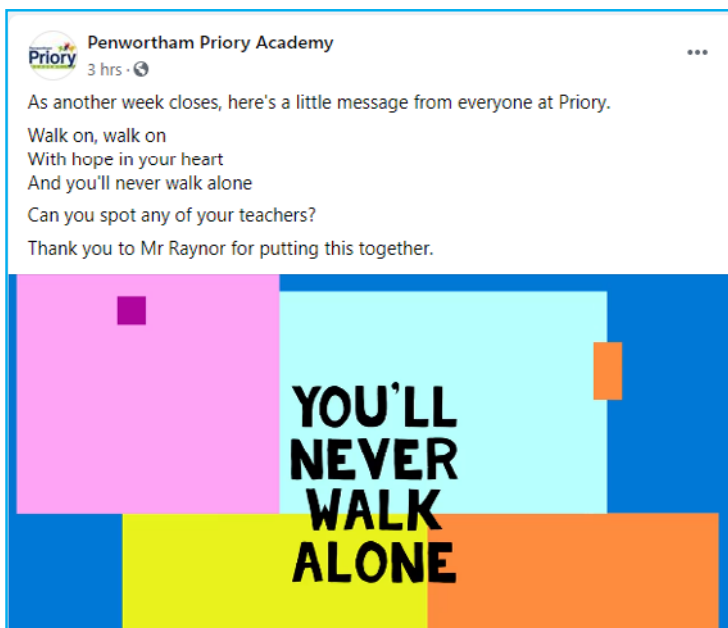 Penwortham Priory Academy
Priory
3 hrs ·
As another week closes, here's a little message from everyone at Priory.
Walk on, walk on
With hope in your heart
And you'll never walk alone
Can you spot any of your teachers?
Thank you to Mr Raynor for putting this together.
YOU'LL
NEVER
WALK
ALONE